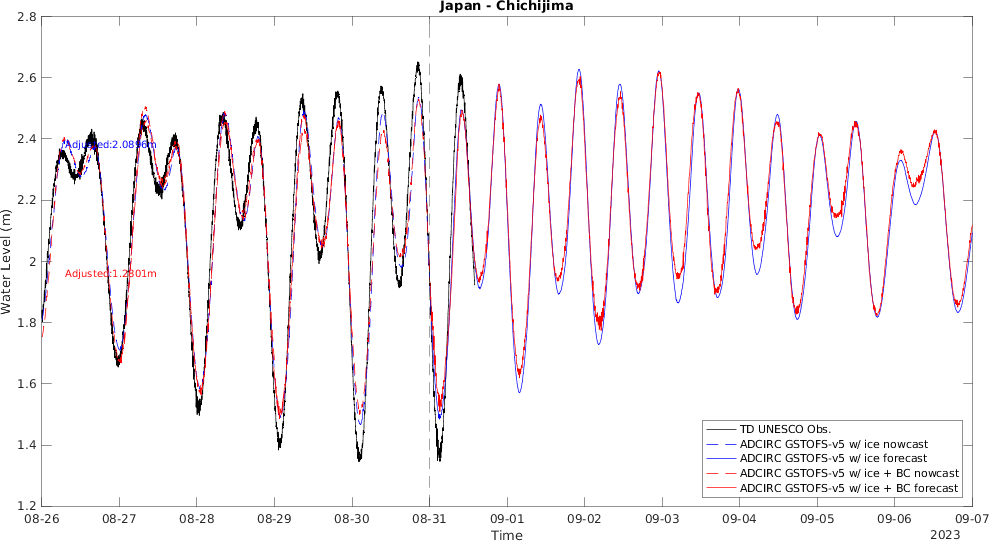 Japan - Chichijima
2.8
2.6
2.4
2.2
2
1.8
1.6
1.4
1.2
Water Level (m)
Adjusted:2.0896m
Adjusted:1.2801m
TD UNESCO Obs.
ADCIRC GSTOFS-v5 w/ ice nowcast
ADCIRC GSTOFS-v5 w/ ice forecast
ADCIRC GSTOFS-v5 w/ ice + BC nowcast
ADCIRC GSTOFS-v5 w/ ice + BC forecast
08-26 08-27 08-28 08-29 08-30 08-31 09-01 09-02 09-03 09-04 09-05 09-06 09-07
Time
2023